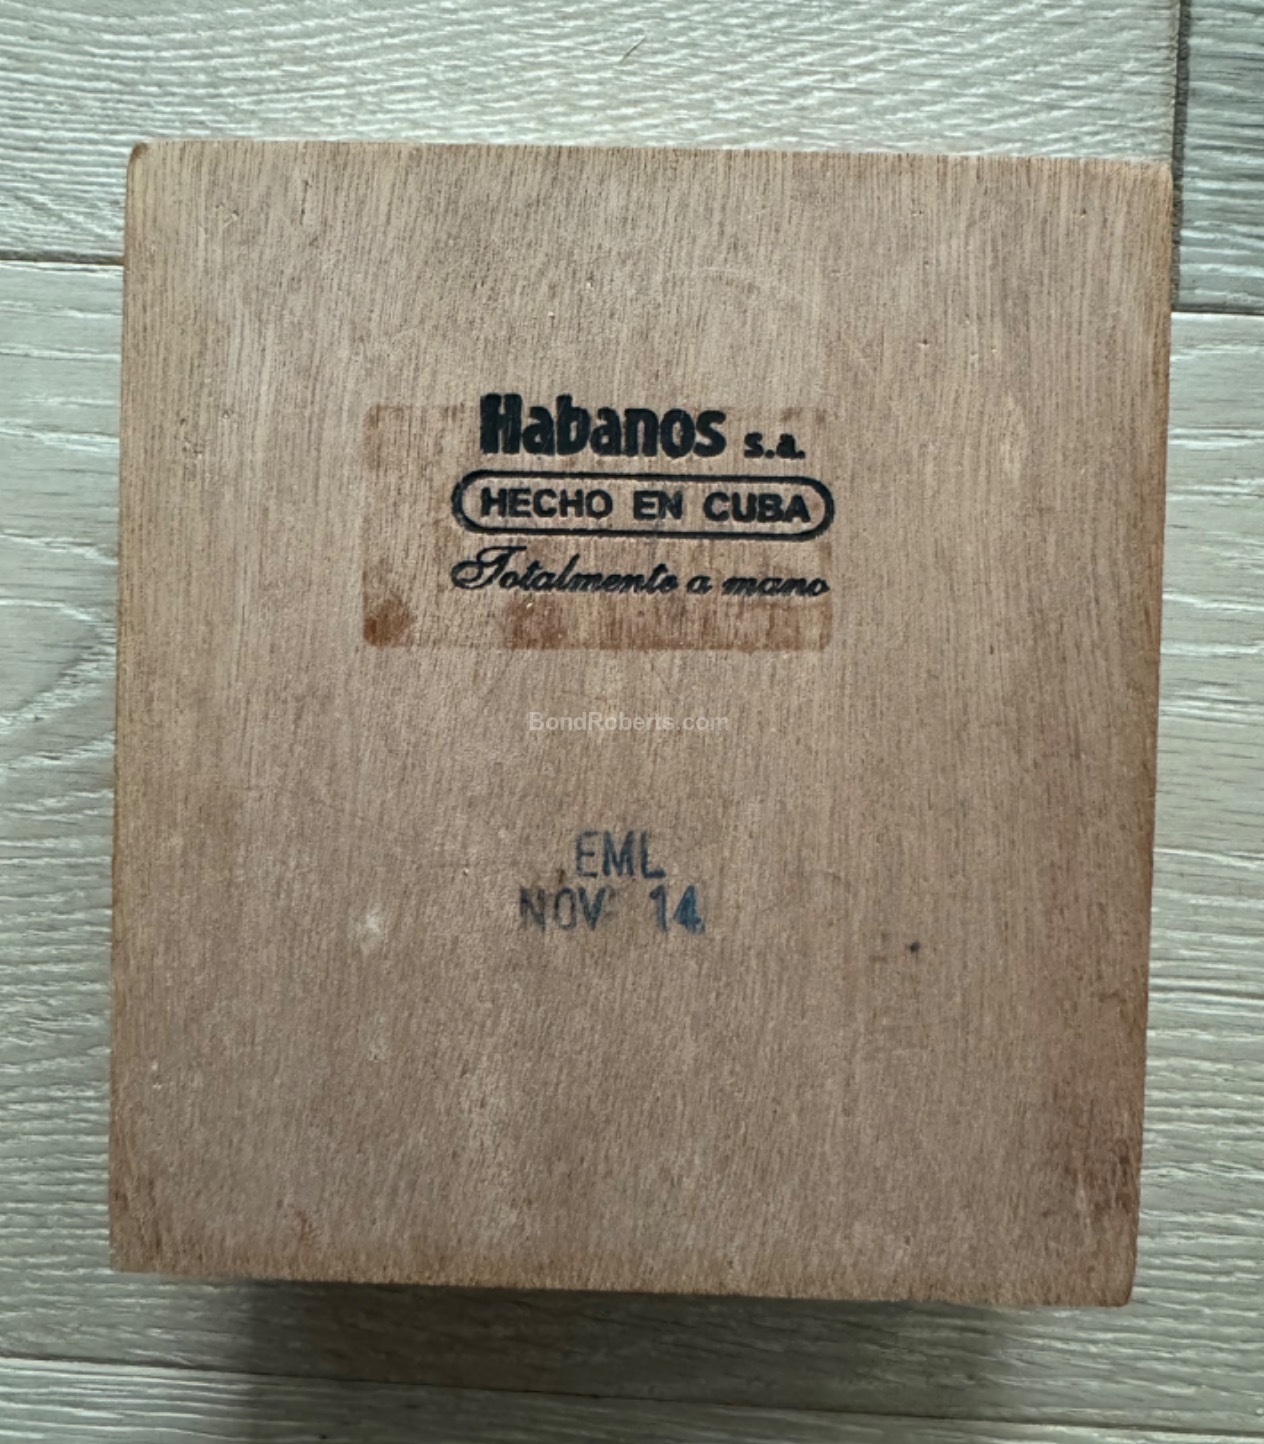 Habanos s.a.
HECHO EN CUBA
Totalmente a mano
BondRoberts.com
EML
NOV 14